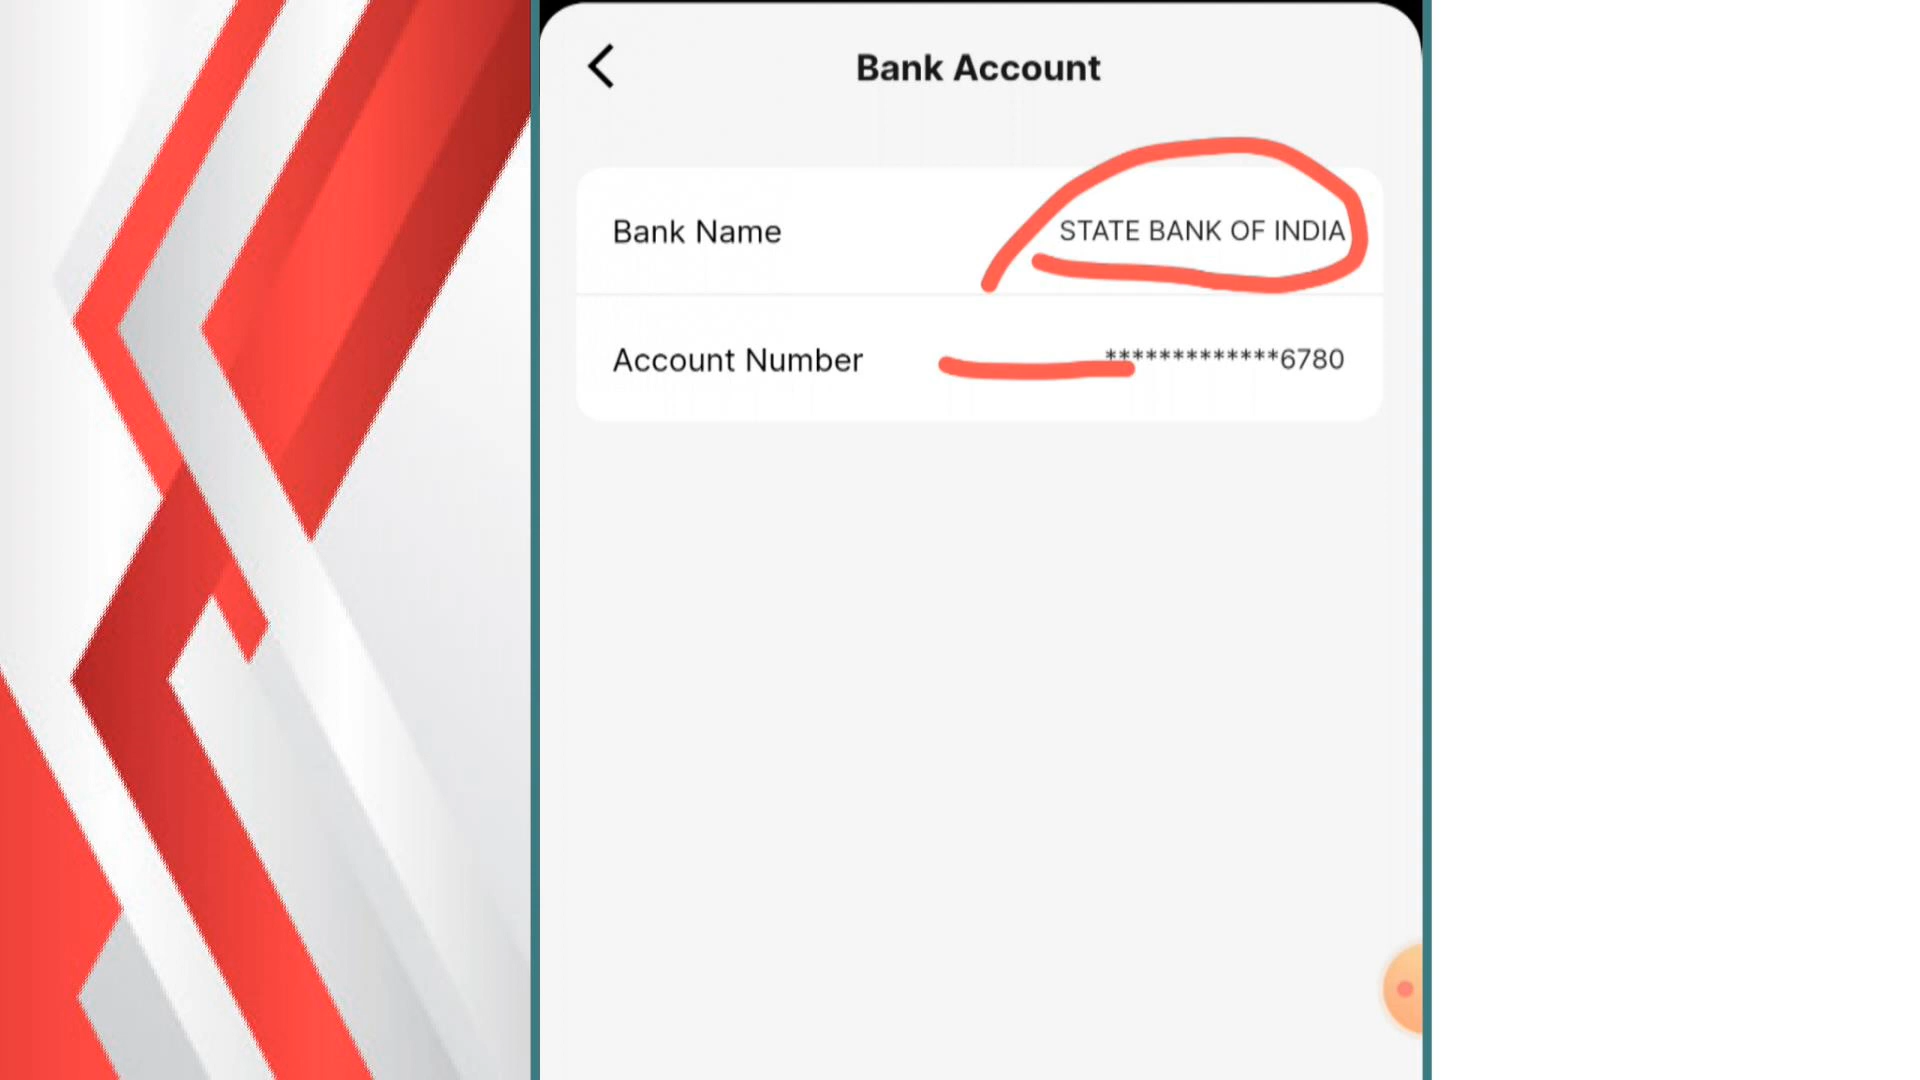 Bank Account
Bank Name STATE BANK OF INDIA
Account Number *************6780